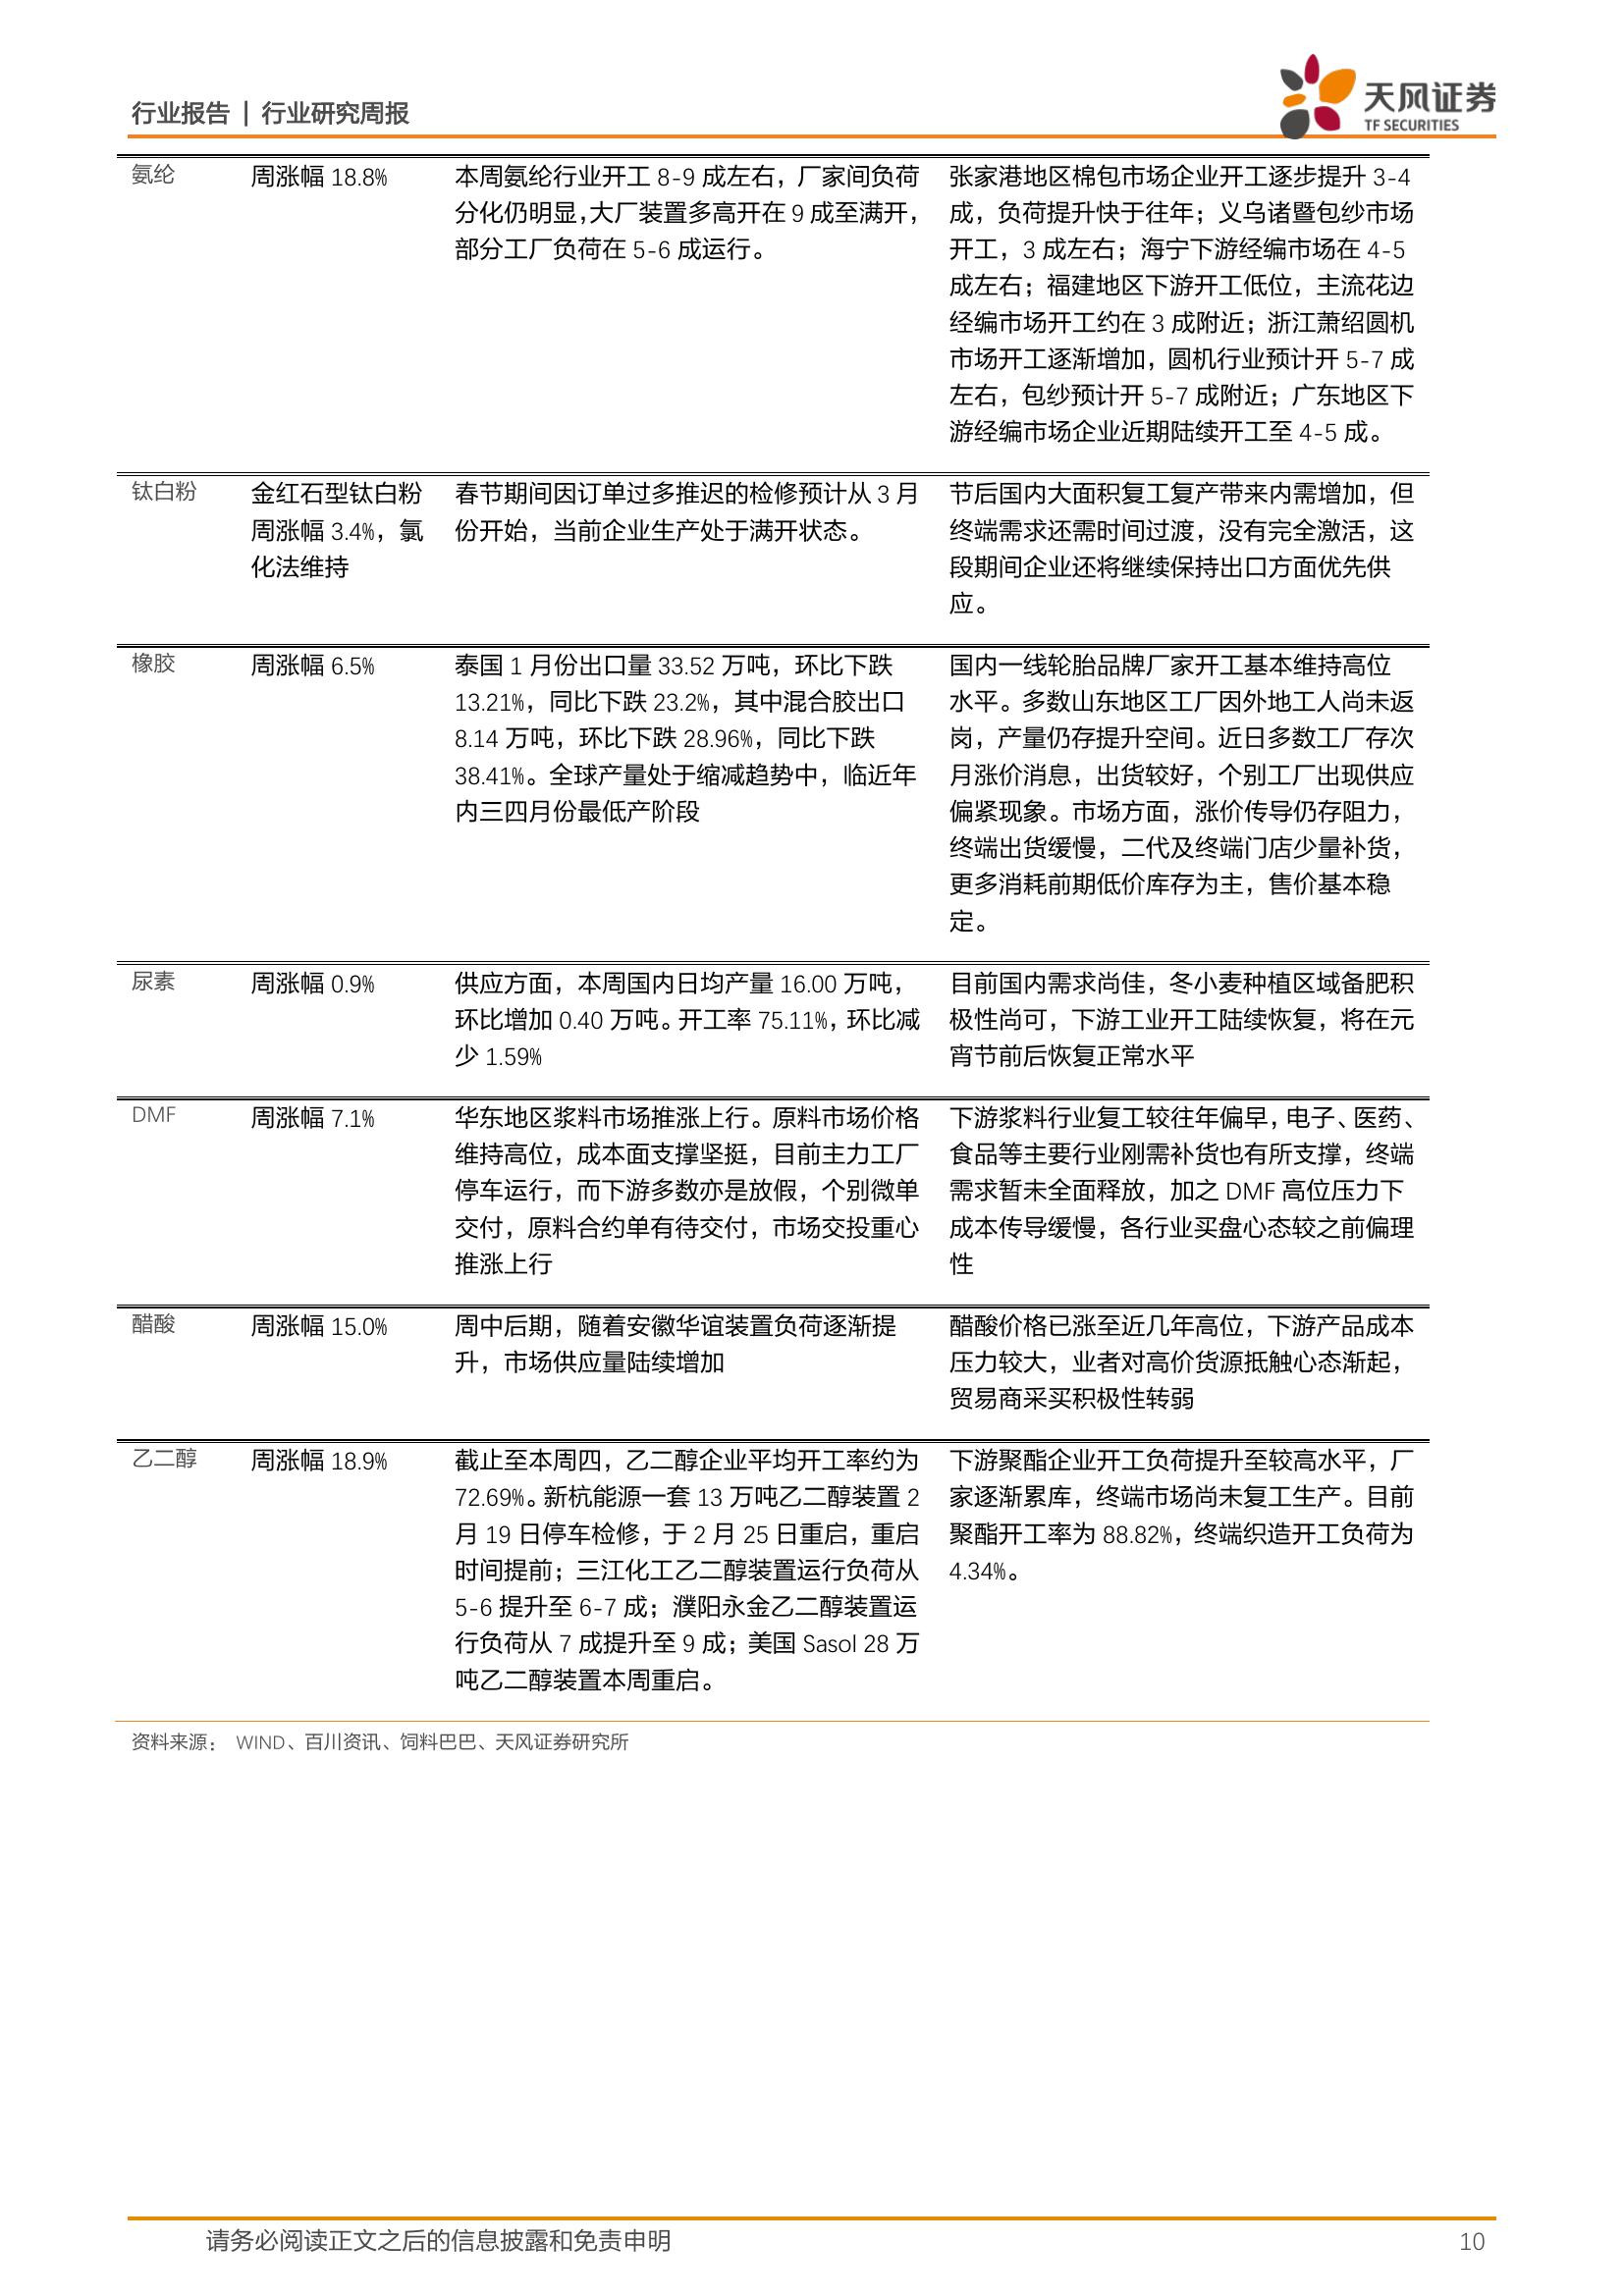 行业报告 | 行业研究周报
天风证券
TF SECURITIES
氨纶
周涨幅 18.8%
本周氨纶行业开工 8-9 成左右，厂家间负荷
分化仍明显，大厂装置多高开在 9 成至满开，
部分工厂负荷在 5-6 成运行。
张家港地区棉包市场企业开工逐步提升 3-4
成，负荷提升快于往年；义乌诸暨包纱市场
开工，3 成左右；海宁下游经编市场在 4-5
成左右；福建地区下游开工低位，主流花边
经编市场开工约在 3 成附近；浙江萧绍圆机
市场开工逐渐增加，圆机行业预计开 5-7 成
左右，包纱预计开 5-7 成附近；广东地区下
游经编市场企业近期陆续开工至 4-5 成。
钛白粉
金红石型钛白粉
周涨幅 3.4%，氯
化法维持
春节期间因订单过多推迟的检修预计从 3 月
份开始，当前企业生产处于满开状态。
节后国内大面积复工复产带来内需增加，但
终端需求还需时间过渡，没有完全激活，这
段期间企业还将继续保持出口方面优先供
应。
橡胶
周涨幅 6.5%
泰国 1 月份出口量 33.52 万吨，环比下跌
13.21%，同比下跌 23.2%，其中混合胶出口
8.14 万吨，环比下跌 28.96%，同比下跌
38.41%。全球产量处于缩减趋势中，临近年
内三四月份最低产阶段
国内一线轮胎品牌厂家开工基本维持高位
水平。多数山东地区工厂因外地工人尚未返
岗，产量仍存提升空间。近日多数工厂存次
月涨价消息，出货较好，个别工厂出现供应
偏紧现象。市场方面，涨价传导仍存阻力，
终端出货缓慢，二代及终端门店少量补货，
更多消耗前期低价库存为主，售价基本稳
定。
尿素
周涨幅 0.9%
供应方面，本周国内日均产量 16.00 万吨，
环比增加 0.40 万吨。开工率 75.11%，环比减
少 1.59%
目前国内需求尚佳，冬小麦种植区域备肥积
极性尚可，下游工业开工陆续恢复，将在元
宵节前后恢复正常水平
DMF
周涨幅 7.1%
华东地区浆料市场推涨上行。原料市场价格
维持高位，成本面支撑坚挺，目前主力工厂
停车运行，而下游多数亦是放假，个别微单
交付，原料合约单有待交付，市场交投重心
推涨上行
下游浆料行业复工较往年偏早，电子、医药、
食品等主要行业刚需补货也有所支撑，终端
需求暂未全面释放，加之 DMF 高位压力下
成本传导缓慢，各行业买盘心态较之前偏理
性
醋酸
周涨幅 15.0%
周中后期，随着安徽华谊装置负荷逐渐提
升，市场供应量陆续增加
醋酸价格已涨至近几年高位，下游产品成本
压力较大，业者对高价货源抵触心态渐起，
贸易商采买积极性转弱
乙二醇
周涨幅 18.9%
截止至本周四，乙二醇企业平均开工率约为
72.69%。新杭能源一套 13 万吨乙二醇装置 2
月 19 日停车检修，于 2 月 25 日重启，重启
时间提前；三江化工乙二醇装置运行负荷从
5-6 提升至 6-7 成；濮阳永金乙二醇装置运
行负荷从 7 成提升至 9 成；美国 Sasol 28 万
吨乙二醇装置本周重启。
下游聚酯企业开工负荷提升至较高水平，厂
家逐渐累库，终端市场尚未复工生产。目前
聚酯开工率为 88.82%，终端织造开工负荷为
4.34%。
资料来源： WIND、百川资讯、饲料巴巴、天风证券研究所
请务必阅读正文之后的信息披露和免责申明
10